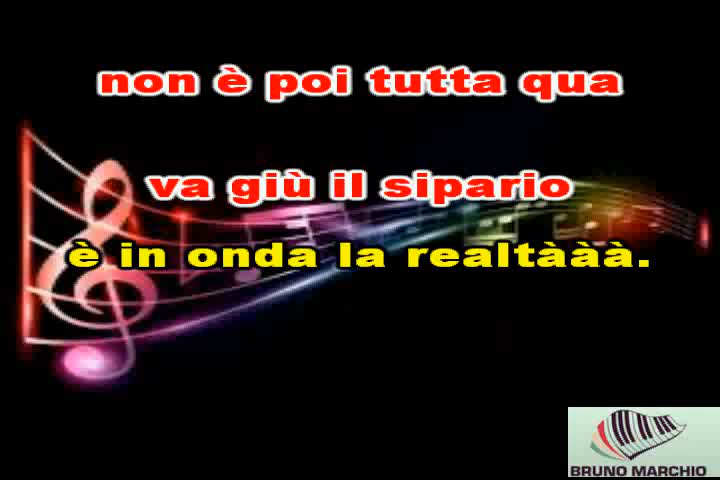 non è poi tutta qua
va giù il sipario
è in onda la realtààà.
BRUNO MARCHIO